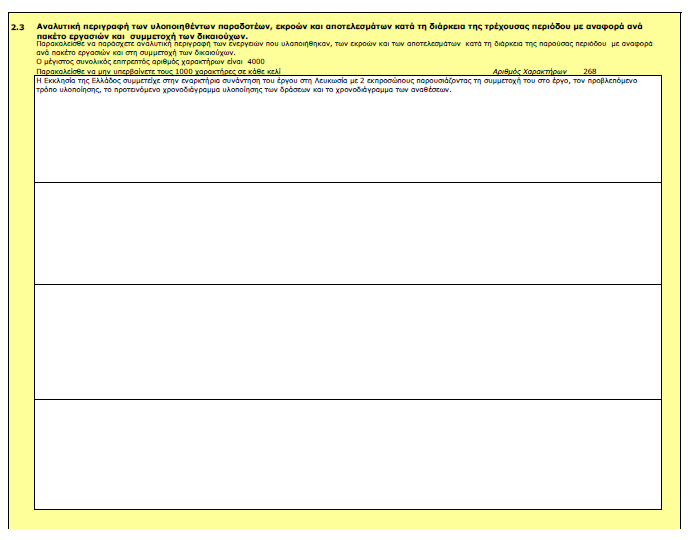 2.3 Αναλυτική περιγραφή των υλοποιηθέντων παραδοτέων, εκροών και αποτελεσμάτων κατά τη διάρκεια της τρέχουσας περιόδου με αναφορά ανά
πακέτο εργασιών και συμμετοχή των δικαιούχων.
Παρακαλείσθε να παράσχετε αναλυτική περιγραφή των ενεργειών που υλοποιήθηκαν, των εκροών και των αποτελεσμάτων κατά τη διάρκεια της παρούσας περιόδου με αναφορά
ανά πακέτο εργασιών και στη συμμετοχή των δικαιούχων.
Ο μέγιστος συνολικός επιτρεπτός αριθμός χαρακτήρων είναι 4000
Παρακαλείσθε να μην υπερβαίνετε τους 1000 χαρακτήρες σε κάθε κελί Αριθμός Χαρακτήρων 268
Η Εκκλησία της Ελλάδος συμμετείχε στην εναρκτήρια συνάντηση του έργου στη Λευκωσία με 2 εκπροσώπους παρουσιάζοντας τη συμμετοχή του στο έργο, τον προβλεπόμενο
τρόπο υλοποίησης, το προτεινόμενο χρονοδιάγραμμα υλοποίησης των δράσεων και το χρονοδιάγραμμα των αναθέσεων.